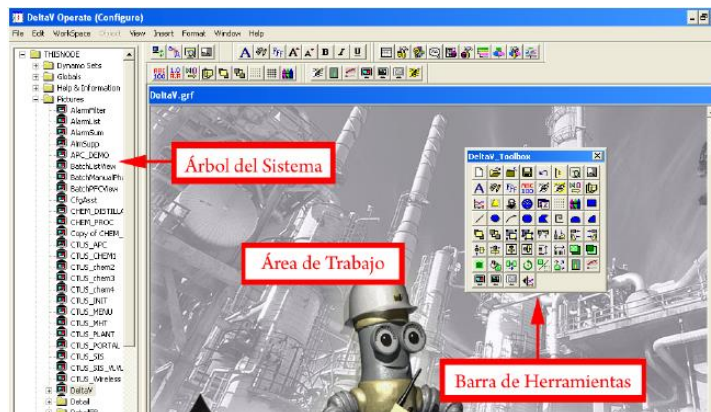 DeltaV Operate (Configure)
File Edit WorkSpace View Insert Format Window Help
THISNODE
Dynamo Sets
Globals
Help & Information
Pictures
AlarmFilter
AlarmList
AlarmSum
AlmSupp
APC_DEMO
BatchListView
BatchManualPh
BatchPFCView
CfgAsst
CHEM_DISTILLA
CHEM_PROC
Copy of CHEM_
CTUS_APC
CTUS_CHEM1
CTUS_chem2
CTUS_chem3
CTUS_chem4
CTUS_INIT
CTUS_MENU
CTUS_MHT
CTUS_PLANT
CTUS_PORTAL
CTUS_SIS
CTUS_SIS_VLVL
CTUS_Wireless
DeltaV
Detail
DeltaV.grf
Árbol del Sistema
DeltaV_Toolbox
Área de Trabajo
Barra de Herramientas